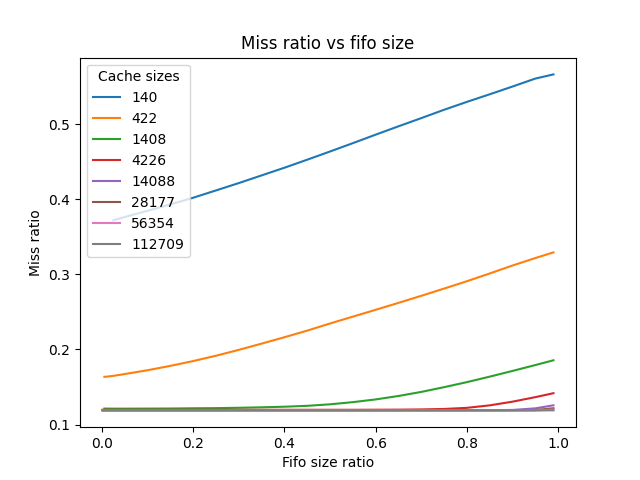 Miss ratio vs fifo size
Cache sizes
140
422
1408
4226
14088
28177
56354
112709
Miss ratio
0.5
0.4
0.3
0.2
0.1
0.0 0.2 0.4 0.6 0.8 1.0
Fifo size ratio